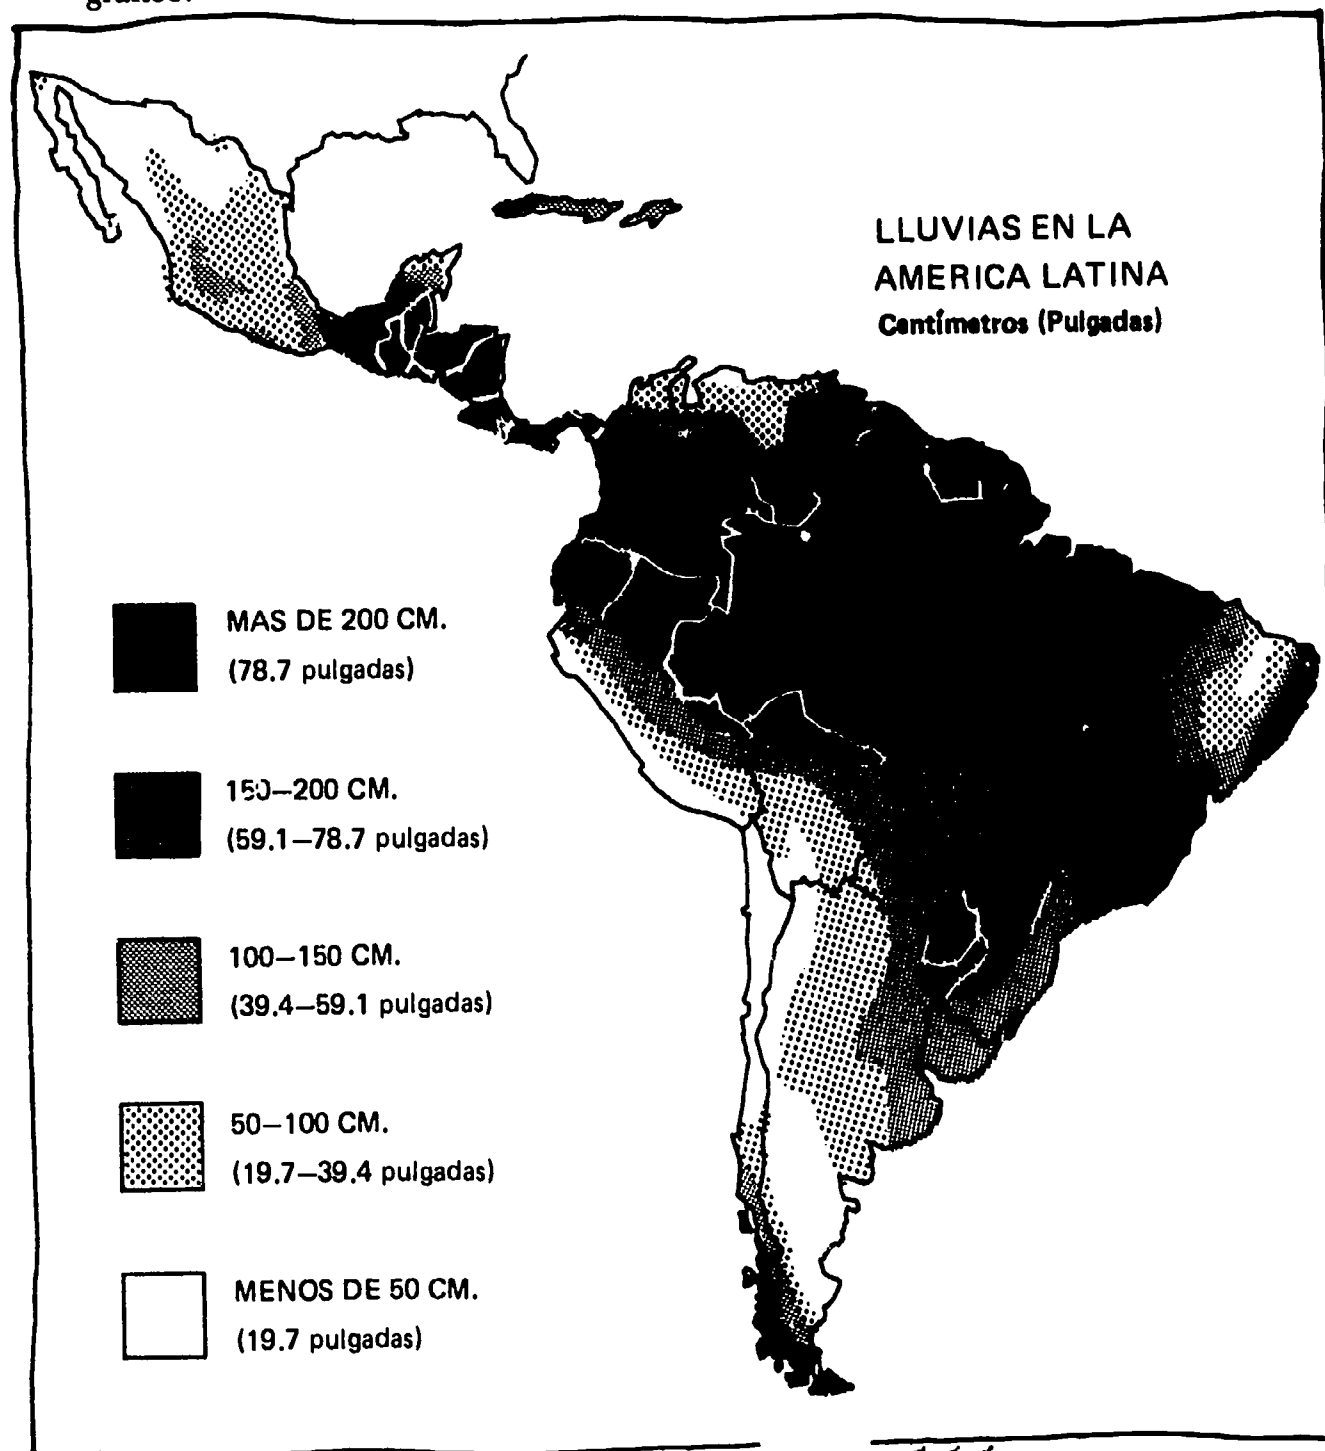 gráfico.
LLUVIAS EN LA
AMERICA LATINA
Centímetros (Pulgadas)
MAS DE 200 CM.
(78.7 pulgadas)
150–200 CM.
(59.1–78.7 pulgadas)
100–150 CM.
(39.4–59.1 pulgadas)
50–100 CM.
(19.7–39.4 pulgadas)
MENOS DE 50 CM.
(19.7 pulgadas)